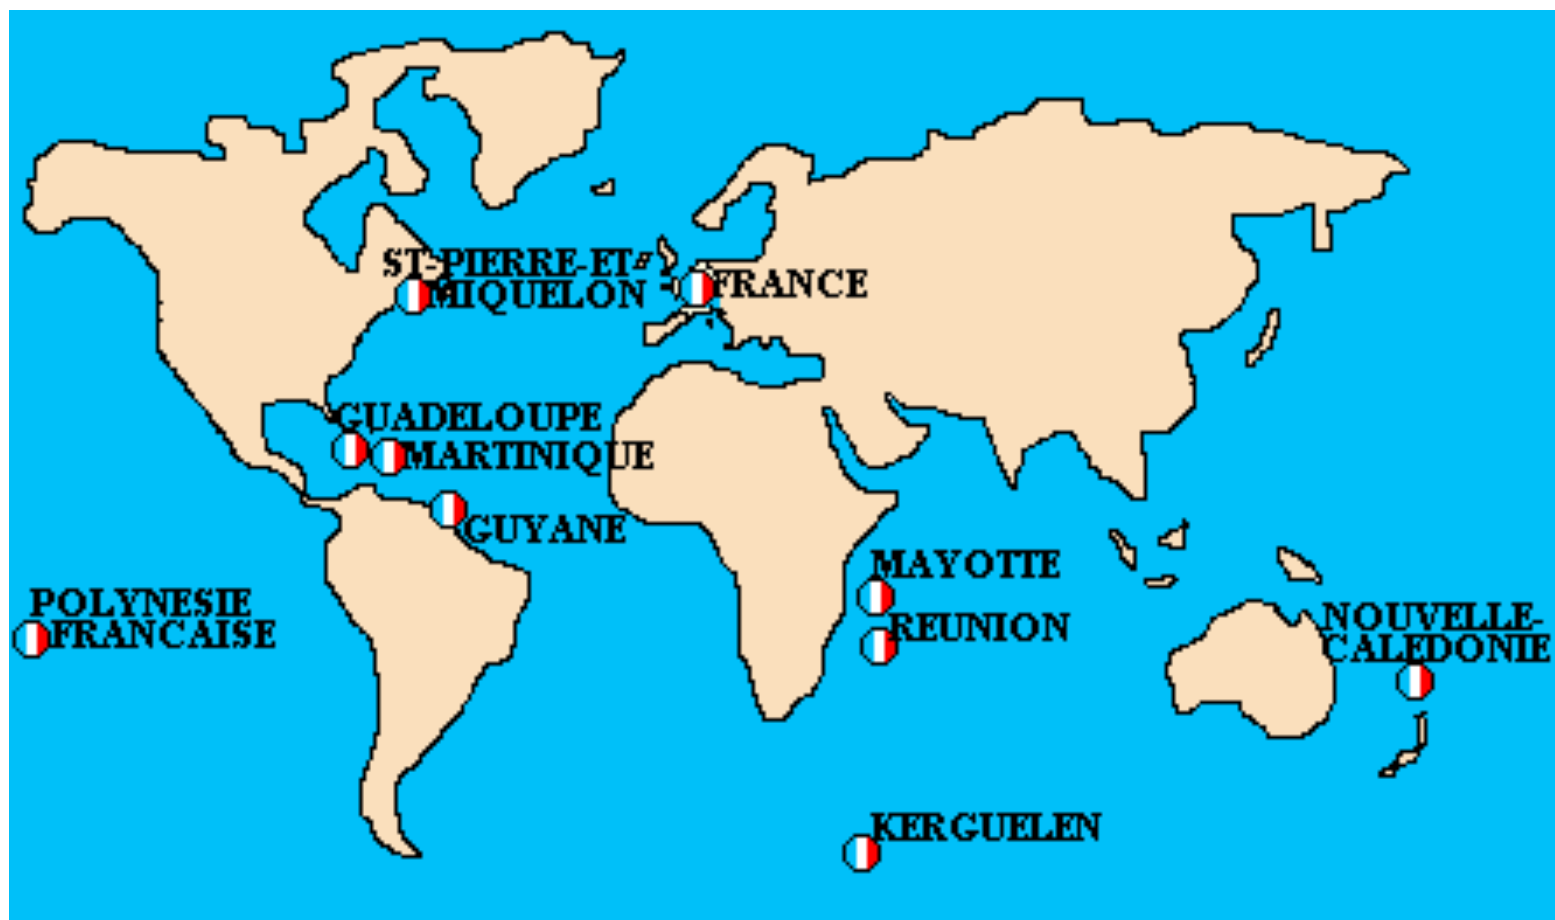 ST-PIERRE-ET
MIQUELON
FRANCE
GUADELOUPE
MARTINIQUE
GUYANE
MAYOTTE
POLYNESIE
FRANCAISE
REUNION
NOUVELLE-
CALEDONIE
KERGUELEN